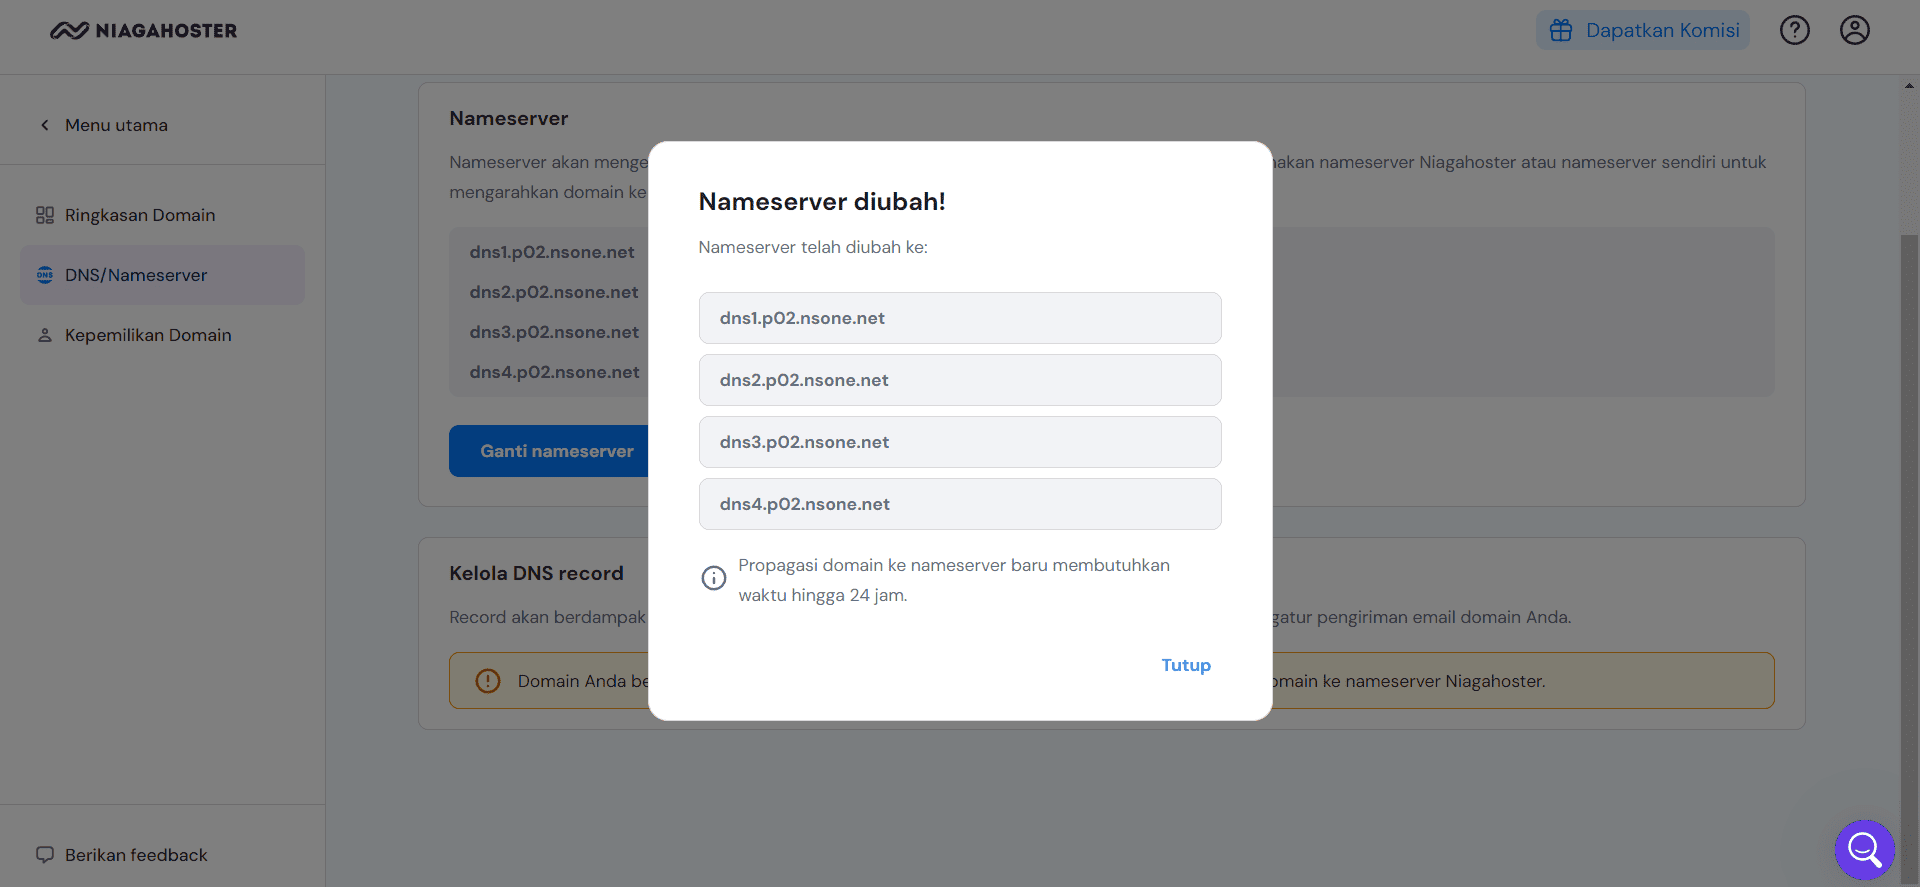 NIAGAHOSTER
Dapatkan Komisi
Menu utama
Ringkasan Domain
DNS
DNS/Nameserver
Kepemilikan Domain
Berikan feedback
Nameserver
Nameserver akan menge
nakan nameserver Niagahoster atau nameserver sendiri untuk
mengarahkan domain ke
dns1.p02.nsone.net
dns2.p02.nsone.net
dns3.p02.nsone.net
dns4.p02.nsone.net
Ganti nameserver
Kelola DNS record
Record akan berdampak
gatur pengiriman email domain Anda.
Domain Anda be
omain ke nameserver Niagahoster.
Nameserver diubah!
Nameserver telah diubah ke:
dns1.p02.nsone.net
dns2.p02.nsone.net
dns3.p02.nsone.net
dns4.p02.nsone.net
Propagasi domain ke nameserver baru membutuhkan
waktu hingga 24 jam.
Tutup